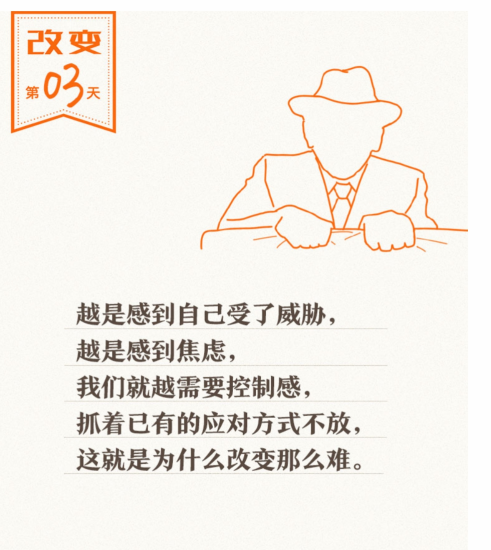 改变
第03天
越是感到自己受了威胁，
越是感到焦虑，
我们就越需要控制感，
抓着已有的应对方式不放，
这就是为什么改变那么难。